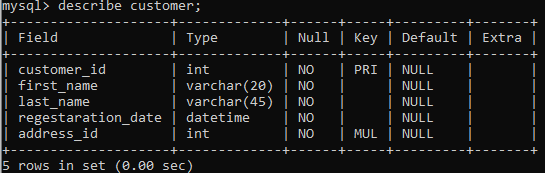 mysql> describe customer;
+--------------------+-------------+------+-----+---------+-------+
| Field              | Type        | Null | Key | Default | Extra |
+--------------------+-------------+------+-----+---------+-------+
| customer_id        | int         | NO   | PRI | NULL    |       |
| first_name         | varchar(20) | NO   |     | NULL    |       |
| last_name          | varchar(45) | NO   |     | NULL    |       |
| regestaration_date | datetime    | NO   |     | NULL    |       |
| address_id         | int         | NO   | MUL | NULL    |       |
+--------------------+-------------+------+-----+---------+-------+
5 rows in set (0.00 sec)